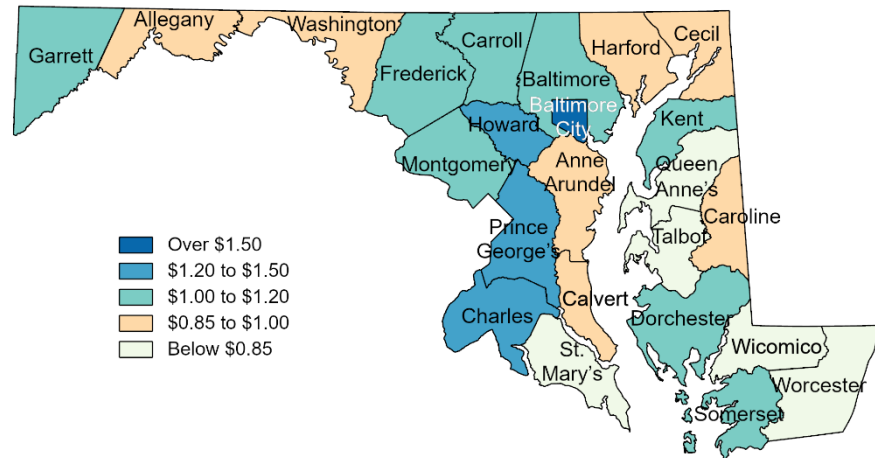 Garrett
Allegany
Washington
Frederick
Carroll
Baltimore
Baltimore
City
Harford
Cecil
Howard
Montgomery
Anne
Arundel
Kent
Queen
Anne's
Talbot
Caroline
Prince
George's
Calvert
Charles
St.
Mary's
Dorchester
Wicomico
Worcester
Somerset
Over $1.50
$1.20 to $1.50
$1.00 to $1.20
$0.85 to $1.00
Below $0.85